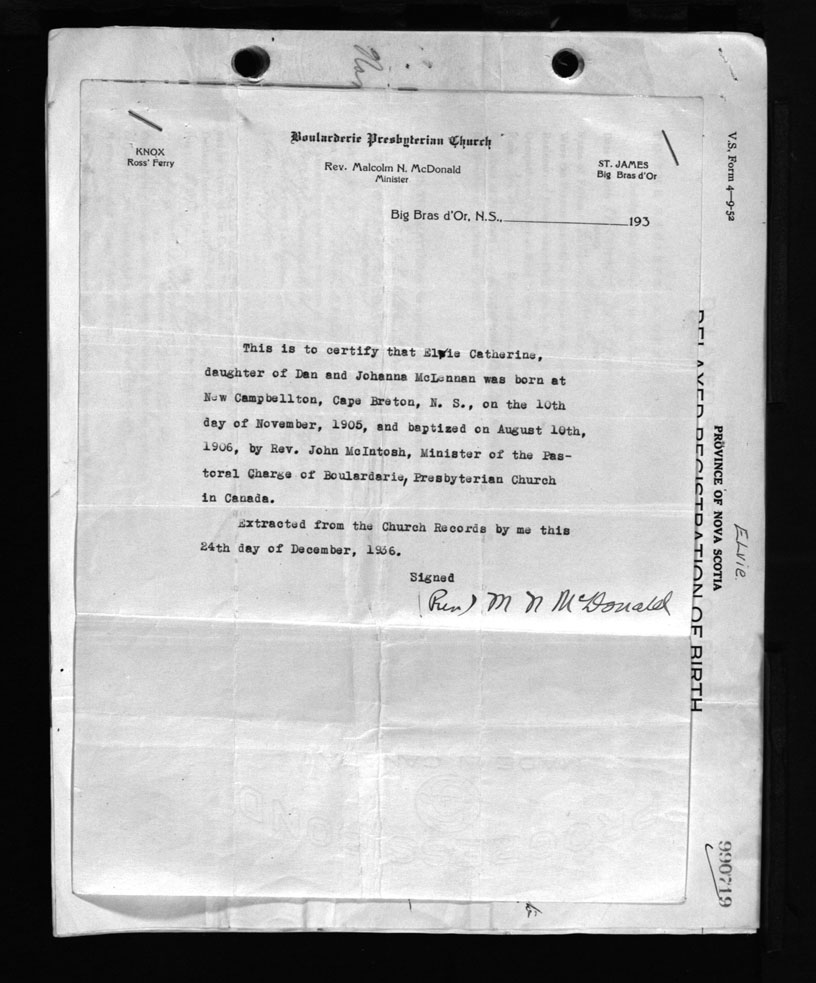 Boularderie Presbyterian Church
KNOX
Ross' Ferry
Rev. Malcolm N. McDonald
Minister
ST. JAMES
Big Bras d'Or
Big Bras d'Or, N.S., 193
This is to certify that Elvie Catherine,
daughter of Dan and Johanna McLennan was born at
New Campbellton, Cape Breton, N. S., on the 10th
day of November, 1905, and baptized on August 10th,
1906, by Rev. John McIntosh, Minister of the Pas-
toral Charge of Boulardarie, Presbyterian Church
in Canada.
Extracted from the Church Records by me this
24th day of December, 1936.
Signed
(Rev) M N McDonald
V.S. Form 4—9-52
PROVINCE OF NOVA SCOTIA
DELAYED REGISTRATION OF BIRTH
ELVIE.
990719